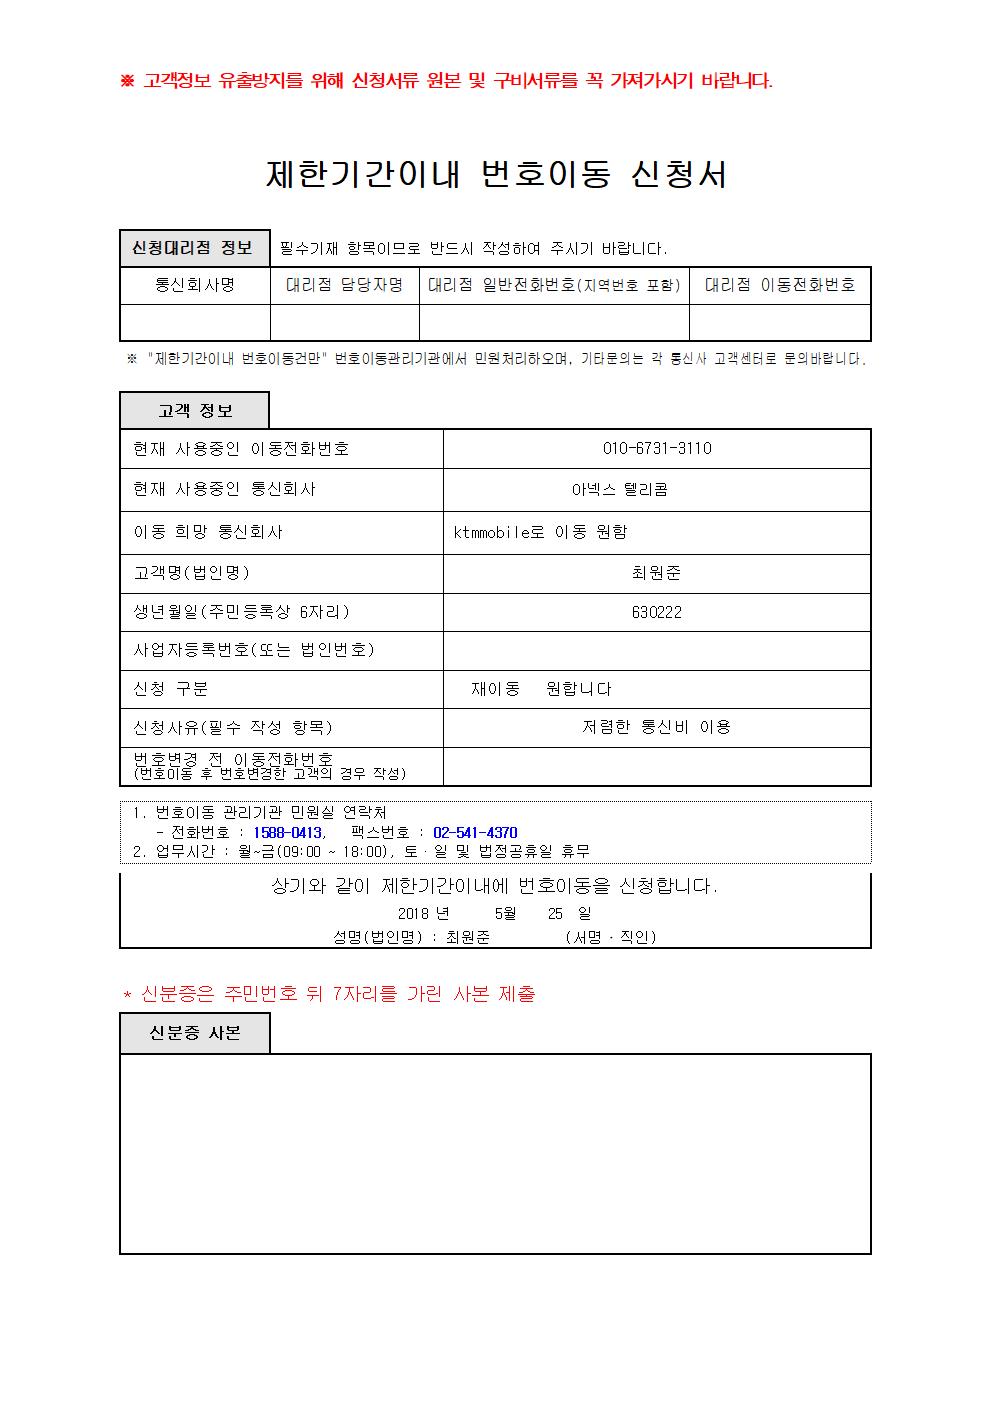 ※ 고객정보 유출방지를 위해 신청서류 원본 및 구비서류를 꼭 가져가시기 바랍니다.
제한기간이내 번호이동 신청서
신청대리점 정보 필수기재 항목이므로 반드시 작성하여 주시기 바랍니다.
통신회사명 대리점 담당자명 대리점 일반전화번호(지역번호 포함) 대리점 이동전화번호
※ "제한기간이내 번호이동건만" 번호이동관리기관에서 민원처리하오며, 기타문의는 각 통신사 고객센터로 문의바랍니다.
고객 정보
현재 사용중인 이동전화번호 010-6731-3110
현재 사용중인 통신회사 아넥스 텔리콤
이동 희망 통신회사 ktmmobile로 이동 원함
고객명(법인명) 최원준
생년월일(주민등록상 6자리) 630222
사업자등록번호(또는 법인번호)
신청 구분 재이동 원합니다
신청사유(필수 작성 항목) 저렴한 통신비 이용
번호변경 전 이동전화번호
(번호이동 후 번호변경한 고객의 경우 작성)
1. 번호이동 관리기관 민원실 연락처
- 전화번호 : 1588-0413, 팩스번호 : 02-541-4370
2. 업무시간 : 월~금(09:00 ~ 18:00), 토·일 및 법정공휴일 휴무
상기와 같이 제한기간이내에 번호이동을 신청합니다.
2018 년 5월 25 일
성명(법인명) : 최원준 (서명·직인)
* 신분증은 주민번호 뒤 7자리를 가린 사본 제출
신분증 사본